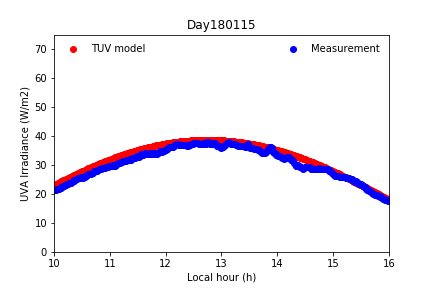 Day180115
70
TUV model
Measurement
60
50
40
30
20
10
0
UVA Irradiance (W/m2)
10 11 12 13 14 15 16
Local hour (h)